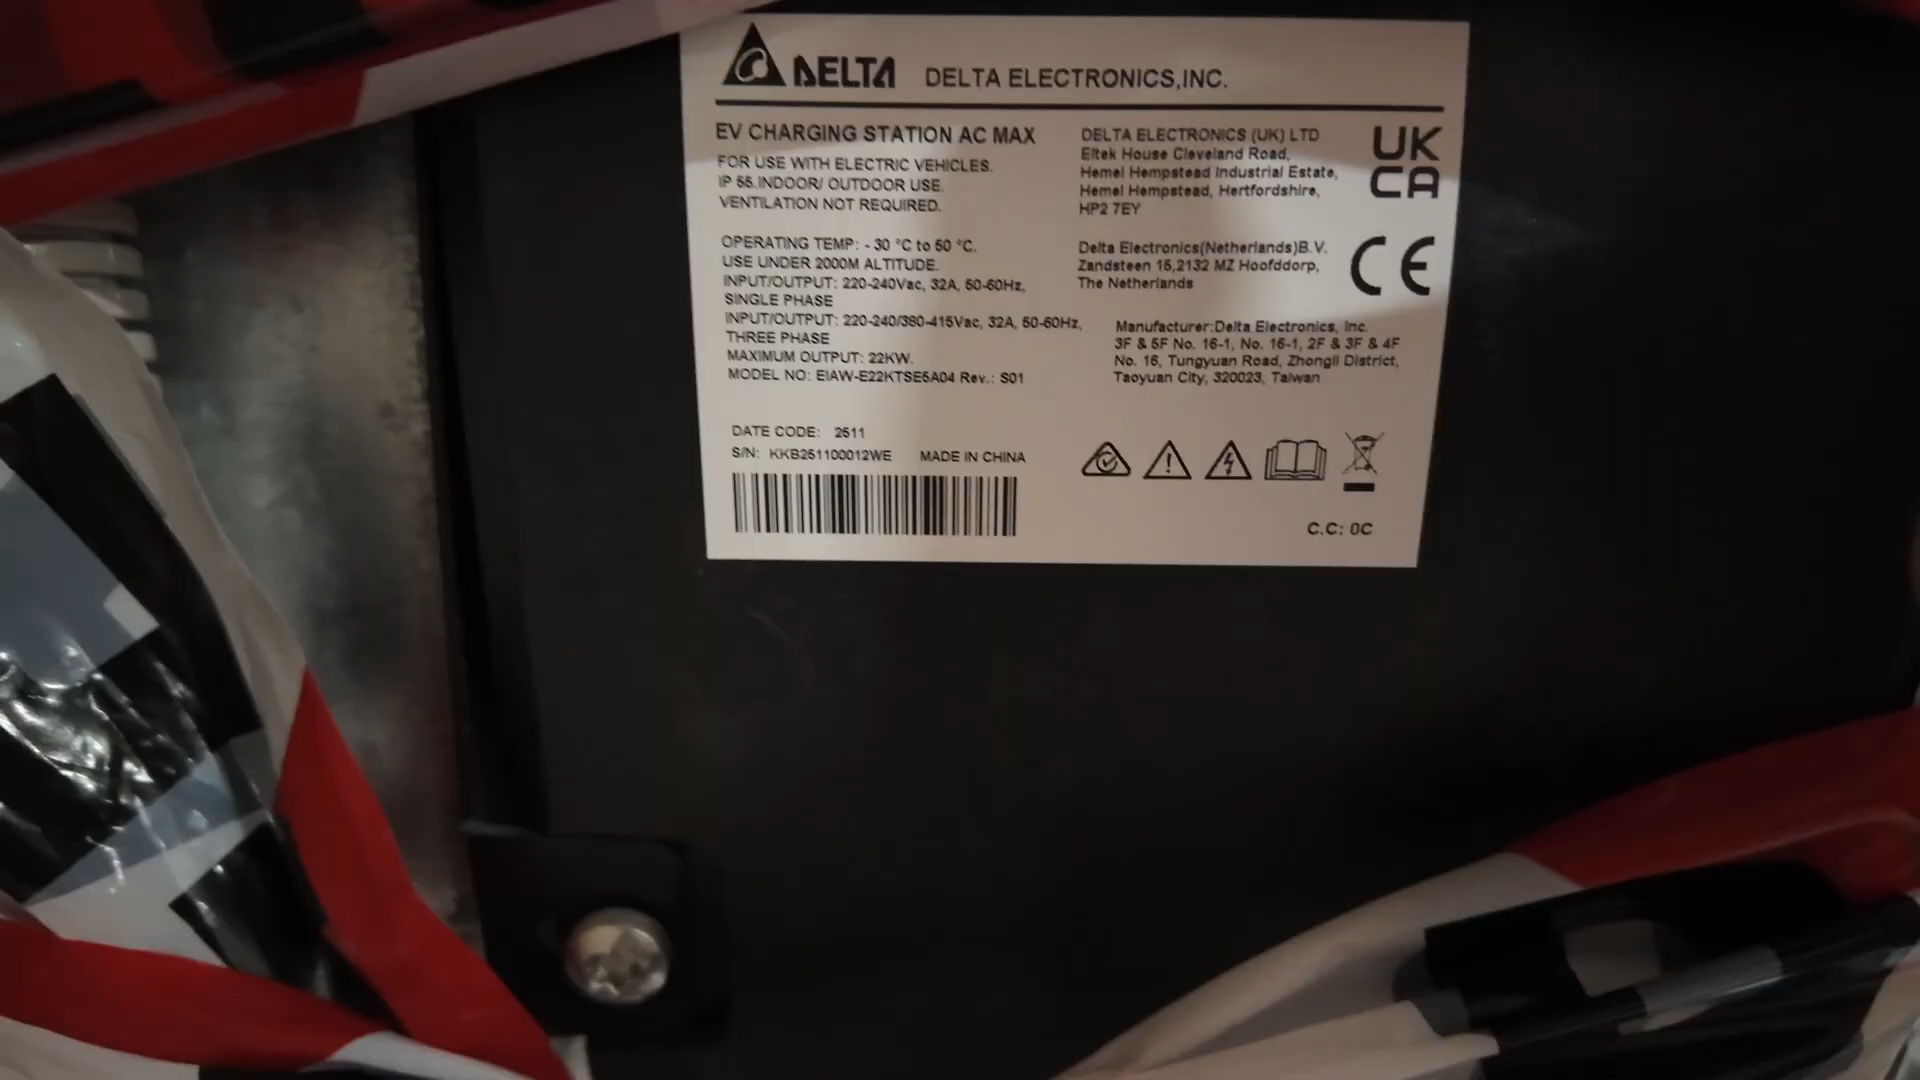 DELTA DELTA ELECTRONICS,INC.
EV CHARGING STATION AC MAX
FOR USE WITH ELECTRIC VEHICLES.
IP 55.INDOOR/ OUTDOOR USE.
VENTILATION NOT REQUIRED.
OPERATING TEMP: - 30 °C to 50 °C.
USE UNDER 2000M ALTITUDE.
INPUT/OUTPUT: 220-240Vac, 32A, 50-60Hz,
SINGLE PHASE
INPUT/OUTPUT: 220-240/380-415Vac, 32A, 50-60Hz,
THREE PHASE
MAXIMUM OUTPUT: 22KW.
MODEL NO: EIAW-E22KTSE5A04 Rev.: S01
DATE CODE: 2511
S/N: KKB251100012WE MADE IN CHINA
DELTA ELECTRONICS (UK) LTD
Eltek House Cleveland Road,
Hemel Hempstead Industrial Estate,
Hemel Hempstead, Hertfordshire,
HP2 7EY
UK
CA
Delta Electronics(Netherlands)B.V.
Zandsteen 15,2132 MZ Hoofddorp,
The Netherlands
CE
Manufacturer:Delta Electronics, Inc.
3F & 5F No. 16-1, No. 16-1, 2F & 3F & 4F
No. 16, Tungyuan Road, Zhongli District,
Taoyuan City, 320023, Taiwan
C.C: 0C